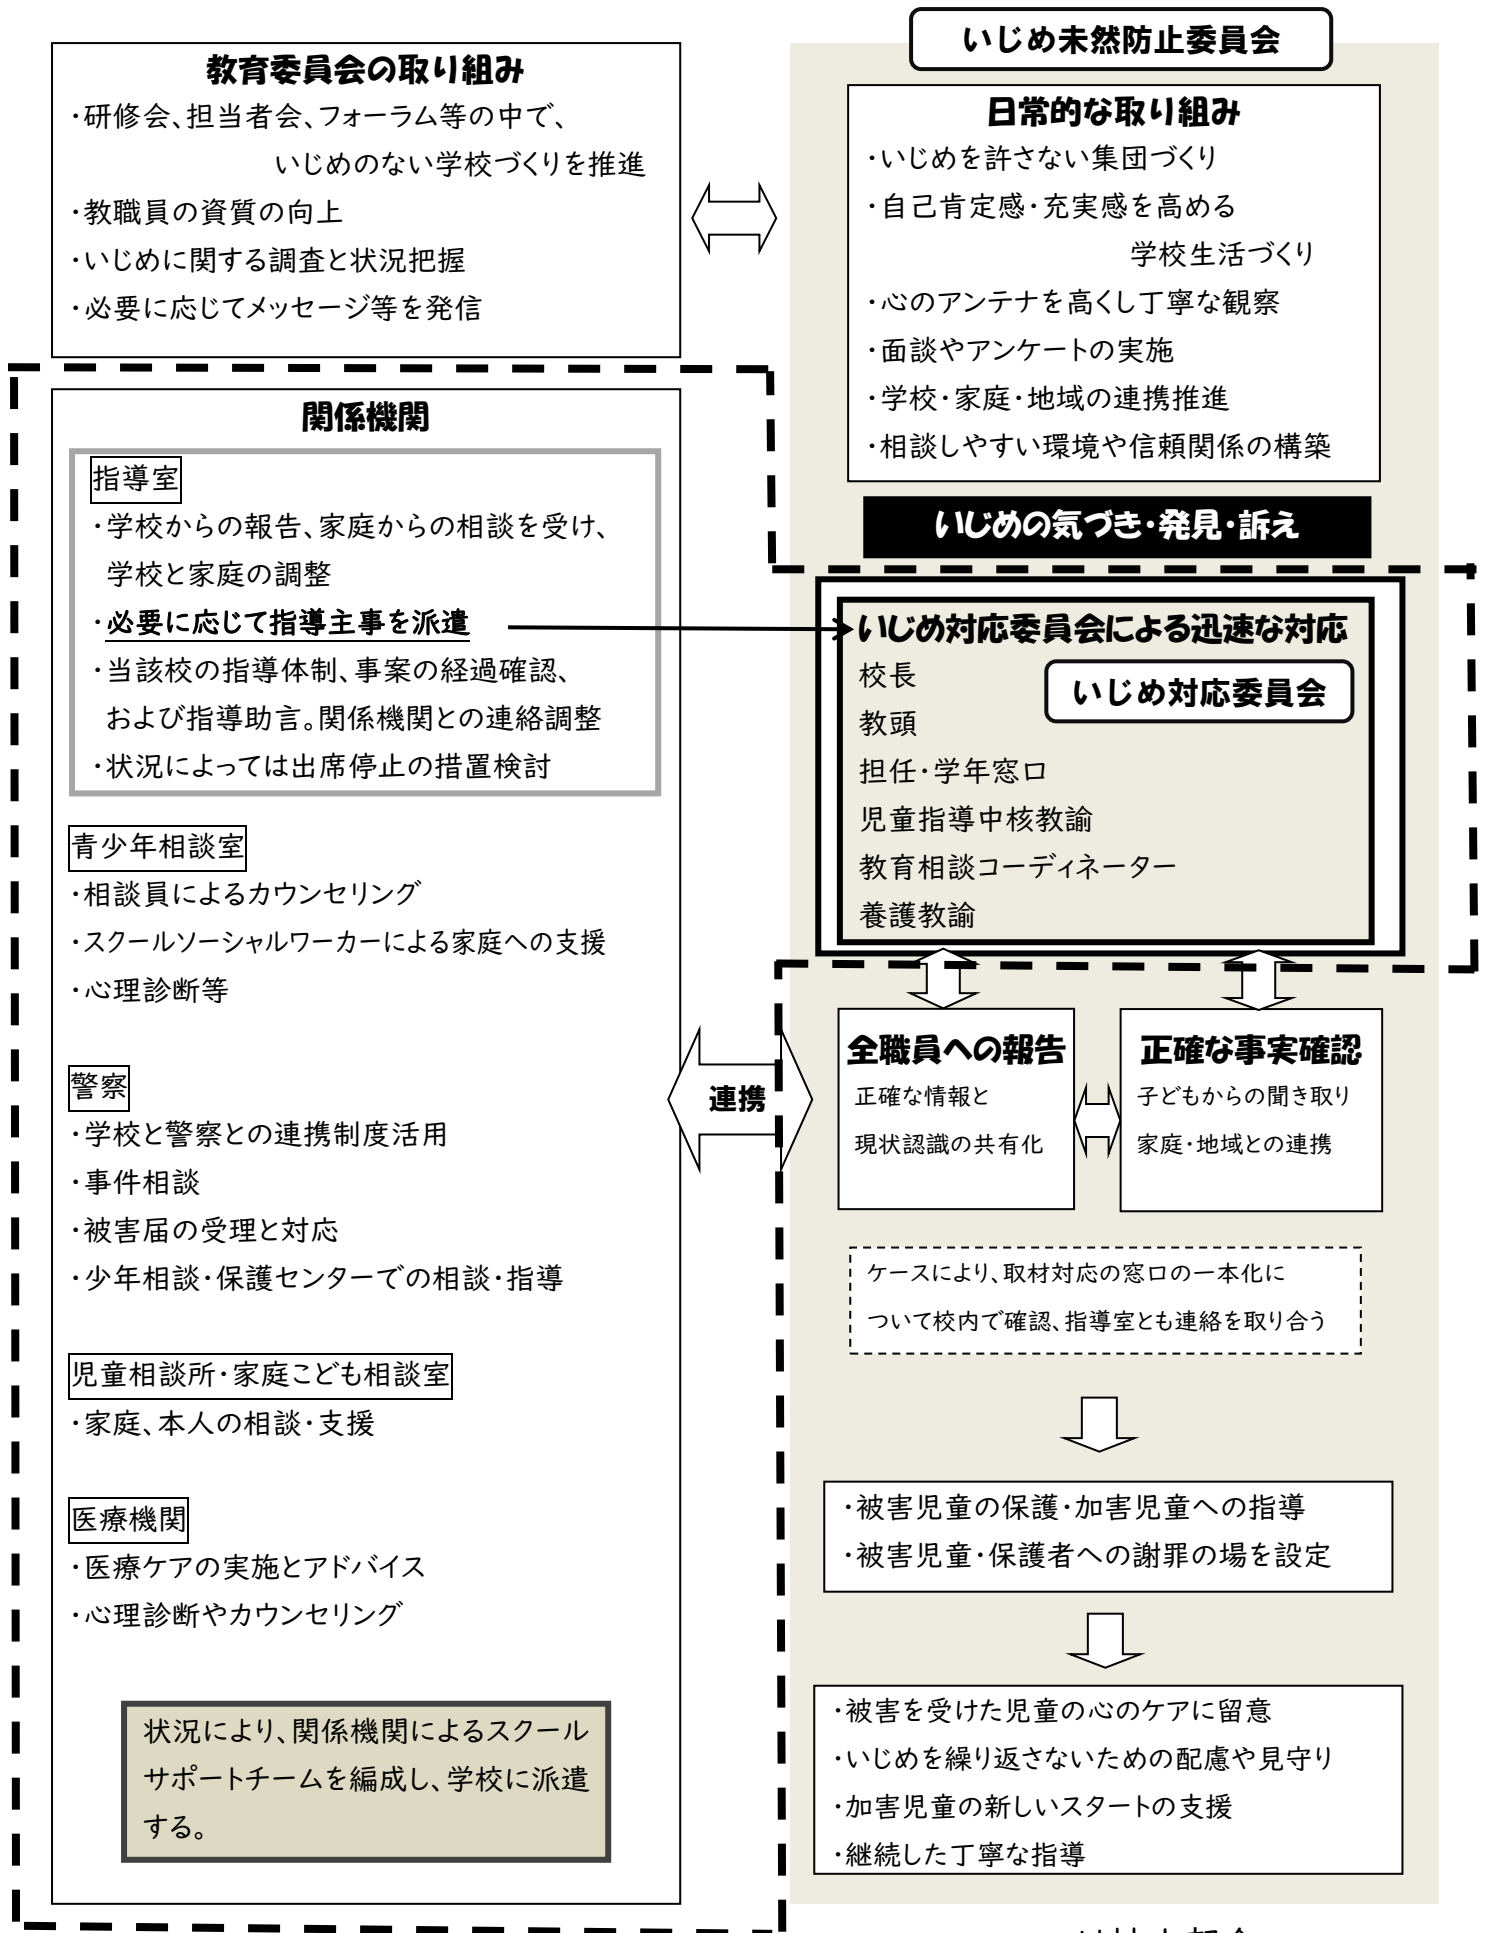 教育委員会の取り組み
・研修会、担当者会、フォーラム等の中で、
いじめのない学校づくりを推進
・教職員の資質の向上
・いじめに関する調査と状況把握
・必要に応じてメッセージ等を発信
関係機関
指導室
・学校からの報告、家庭からの相談を受け、
学校と家庭の調整
・必要に応じて指導主事を派遣
・当該校の指導体制、事案の経過確認、
および指導助言。関係機関との連絡調整
・状況によっては出席停止の措置検討
青少年相談室
・相談員によるカウンセリング
・スクールソーシャルワーカーによる家庭への支援
・心理診断等
警察
・学校と警察との連携制度活用
・事件相談
・被害届の受理と対応
・少年相談・保護センターでの相談・指導
児童相談所・家庭こども相談室
・家庭、本人の相談・支援
医療機関
・医療ケアの実施とアドバイス
・心理診断やカウンセリング
状況により、関係機関によるスクール
サポートチームを編成し、学校に派遣
する。
連携
いじめ未然防止委員会
日常的な取り組み
・いじめを許さない集団づくり
・自己肯定感・充実感を高める
学校生活づくり
・心のアンテナを高くし丁寧な観察
・面談やアンケートの実施
・学校・家庭・地域の連携推進
・相談しやすい環境や信頼関係の構築
いじめの気づき・発見・訴え
いじめ対応委員会による迅速な対応
いじめ対応委員会
校長
教頭
担任・学年窓口
児童指導中核教諭
教育相談コーディネーター
養護教諭
全職員への報告
正確な情報と
現状認識の共有化
正確な事実確認
子どもからの聞き取り
家庭・地域との連携
ケースにより、取材対応の窓口の一本化に
ついて校内で確認、指導室とも連絡を取り合う
・被害児童の保護・加害児童への指導
・被害児童・保護者への謝罪の場を設定
・被害を受けた児童の心のケアに留意
・いじめを繰り返さないための配慮や見守り
・加害児童の新しいスタートの支援
・継続した丁寧な指導